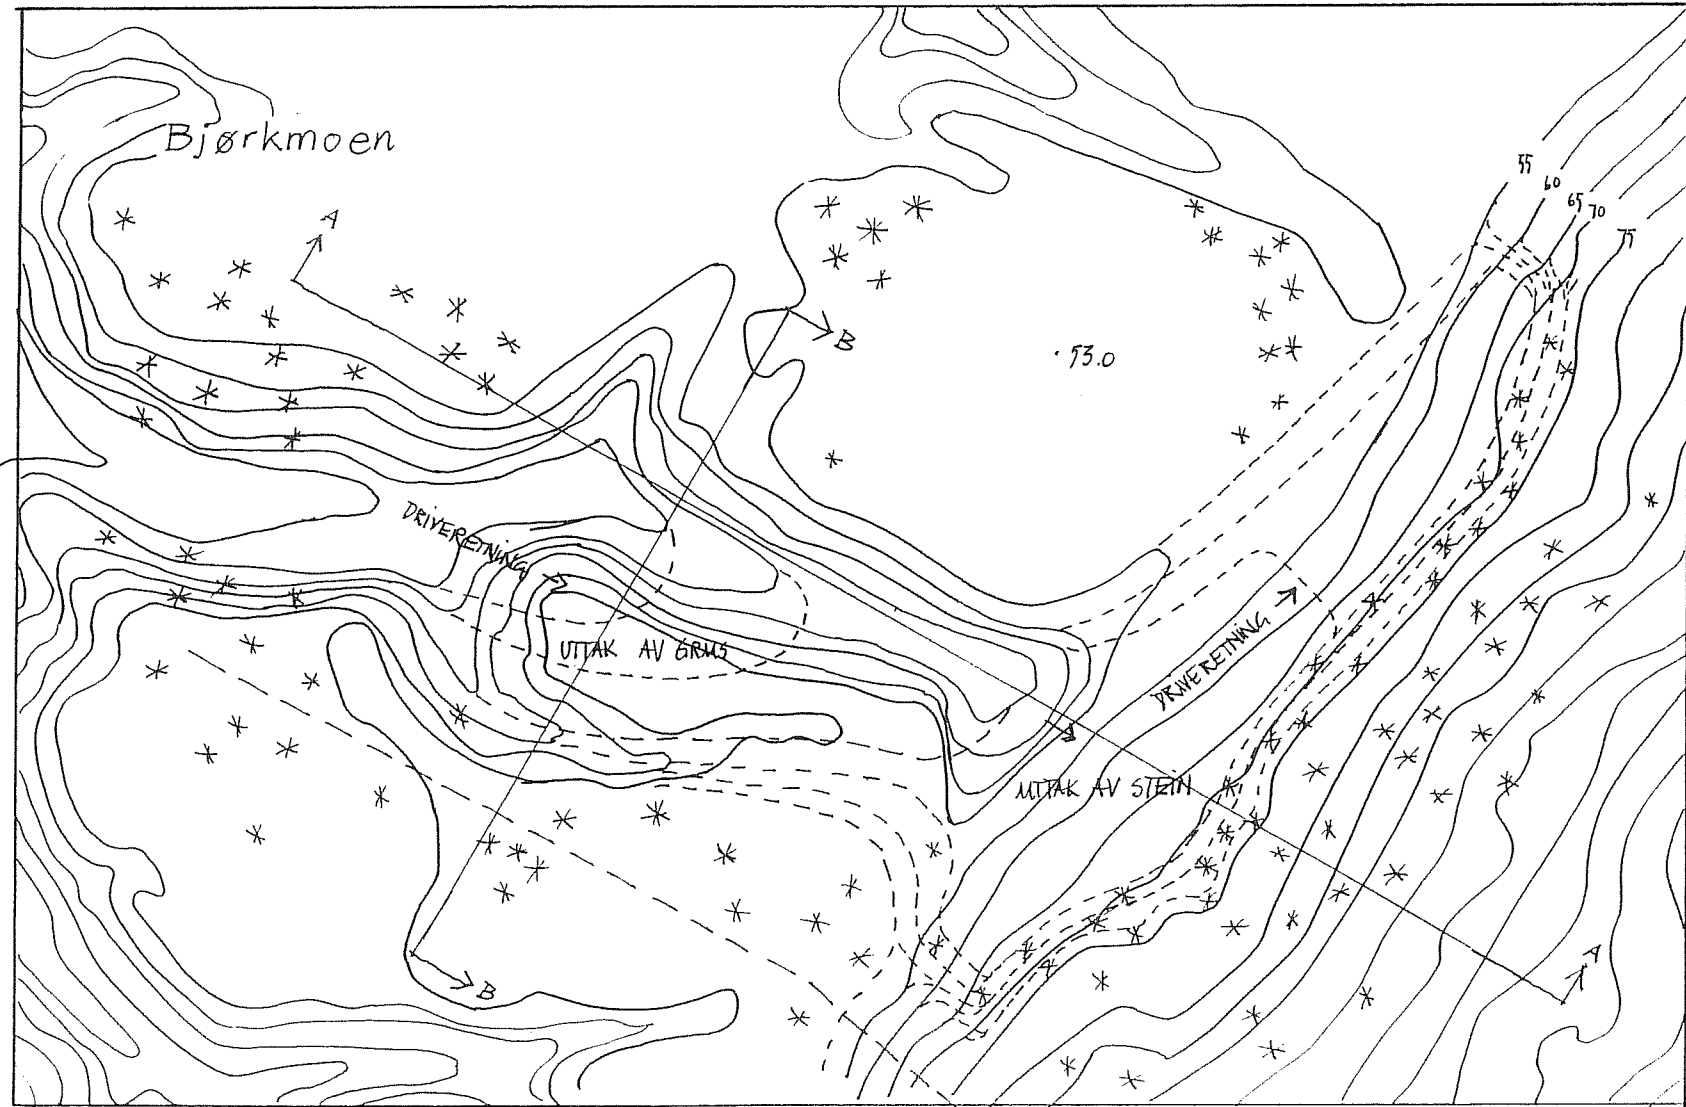 Bjørkmoen
55
60
65
70
75
A
B
· 53.0
DRIVERETNING
UTTAK AV GRUS
DRIVERETNING
UTTAK AV STEIN
B
A